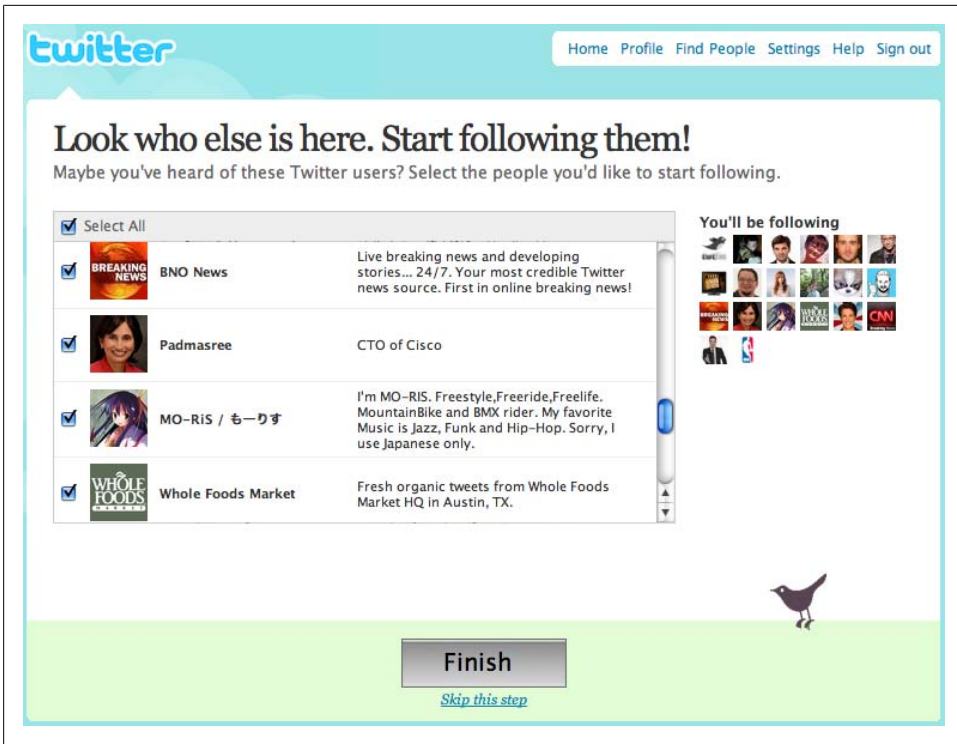 twitter
Home Profile Find People Settings Help Sign out
Look who else is here. Start following them!
Maybe you've heard of these Twitter users? Select the people you'd like to start following.
Select All
You'll be following
BREAKING
NEWS
BNO News
Live breaking news and developing
stories... 24/7. Your most credible Twitter
news source. First in online breaking news!
Padmasree
CTO of Cisco
MO-RiS / もーりす
I'm MO-RIS. Freestyle,Freeride,Freelife.
MountainBike and BMX rider. My favorite
Music is Jazz, Funk and Hip-Hop. Sorry, I
use Japanese only.
WHÔLE
FOODS
MARKET
Whole Foods Market
Fresh organic tweets from Whole Foods
Market HQ in Austin, TX.
BREAKING
NEWS
WHOLE
FOODS
CNN
Finish
Skip this step